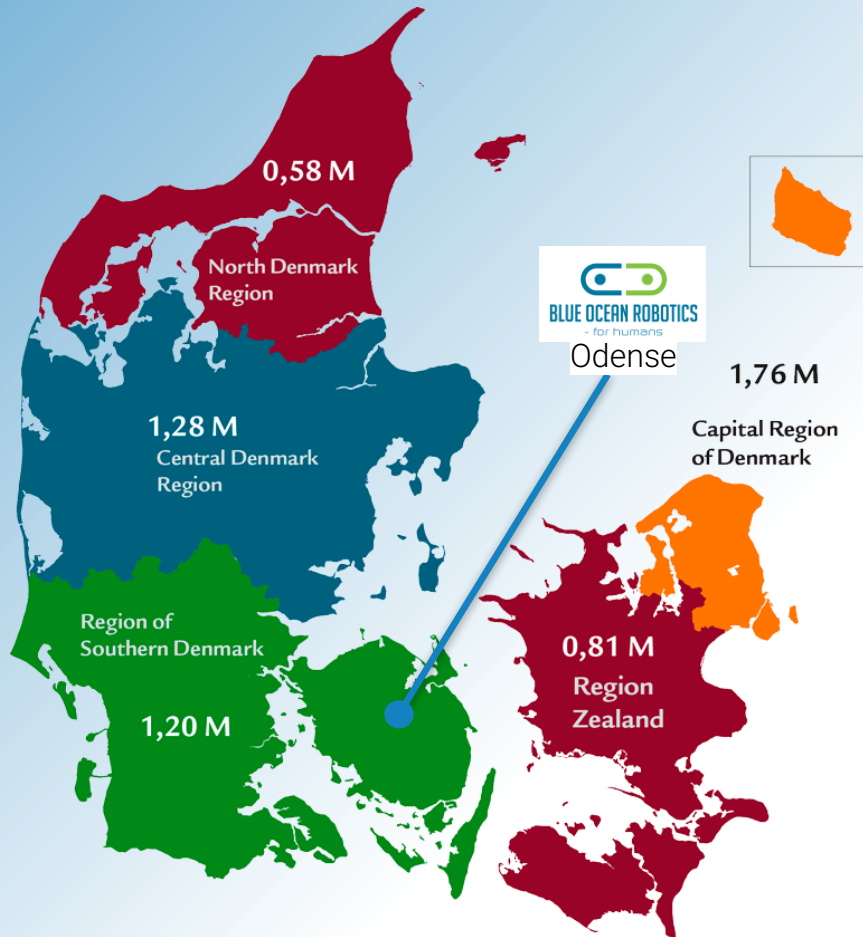 0,58 M
North Denmark
Region
BLUE OCEAN ROBOTICS
- for humans
Odense
1,76 M
Capital Region
of Denmark
1,28 M
Central Denmark
Region
Region of
Southern Denmark
1,20 M
0,81 M
Region
Zealand